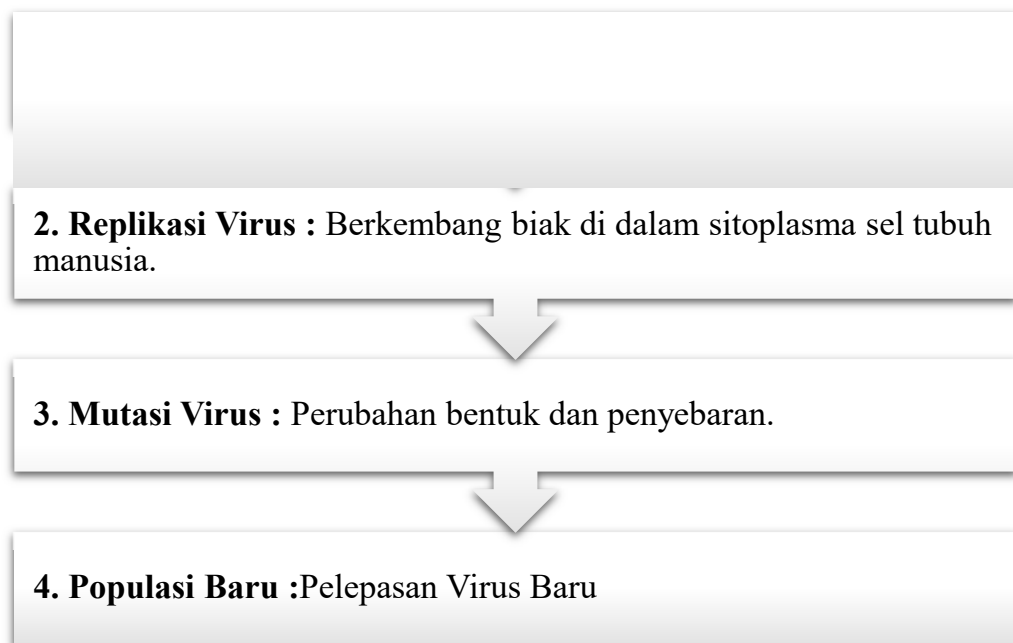 2. Replikasi Virus : Berkembang biak di dalam sitoplasma sel tubuh
manusia.
3. Mutasi Virus : Perubahan bentuk dan penyebaran.
4. Populasi Baru :Pelepasan Virus Baru